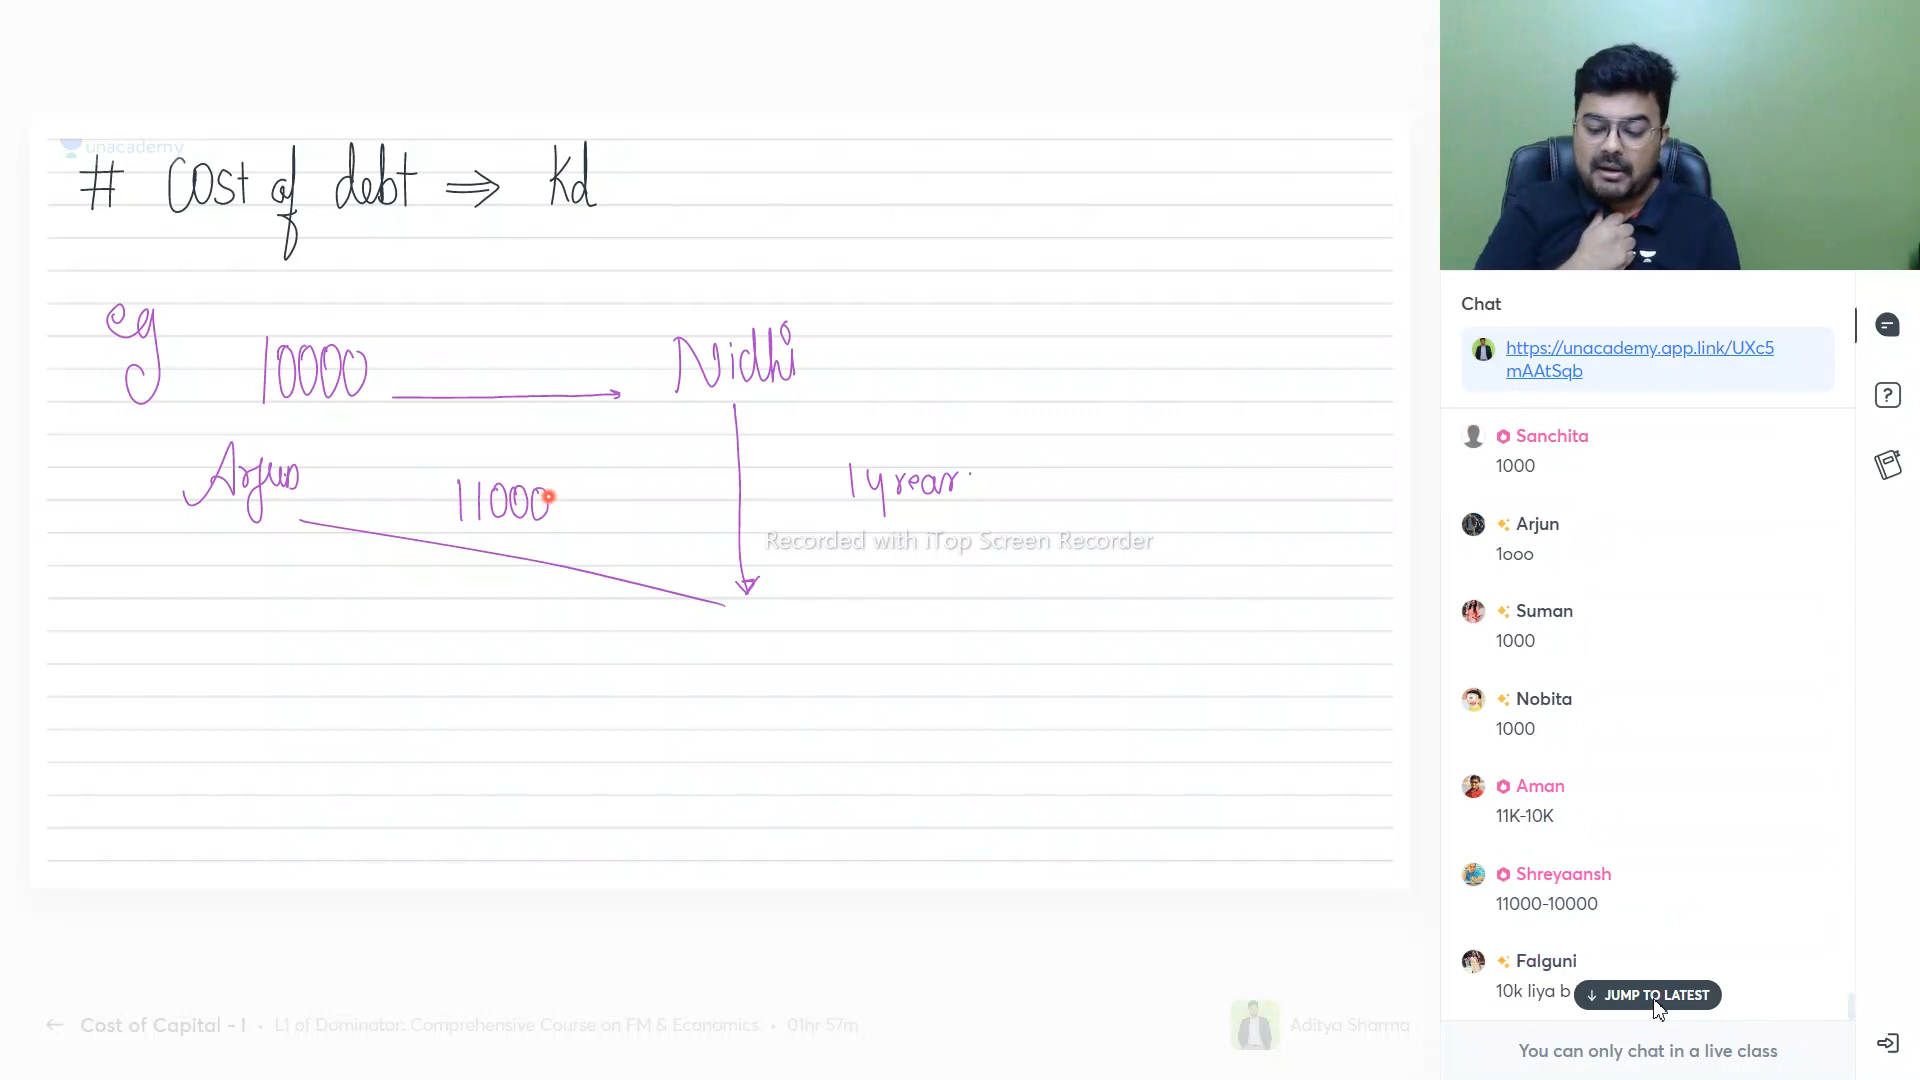 unacademy
# Cost of debt ⇒ Kd
eg
10000
Nidhi
Arjun
11000
1 year.
Recorded with iTop Screen Recorder
Cost of Capital - I • L1 of Dominator: Comprehensive Course on FM & Economics • 01hr 57m
Aditya Sharma
Chat
https://unacademy.app.link/UXc5
mAAtSqb
Sanchita
1000
Arjun
1ooo
Suman
1000
Nobita
1000
Aman
11K-10K
Shreyaansh
11000-10000
Falguni
10k liya b
JUMP TO LATEST
You can only chat in a live class